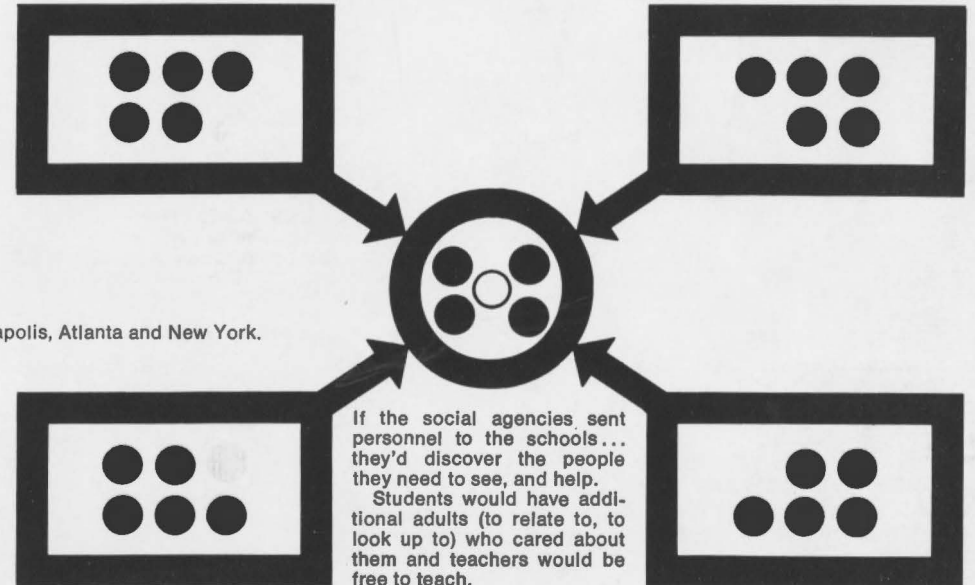 apolis, Atlanta and New York.
If the social agencies sent
personnel to the schools...
they'd discover the people
they need to see, and help.
Students would have addi-
tional adults (to relate to, to
look up to) who cared about
them and teachers would be
free to teach.